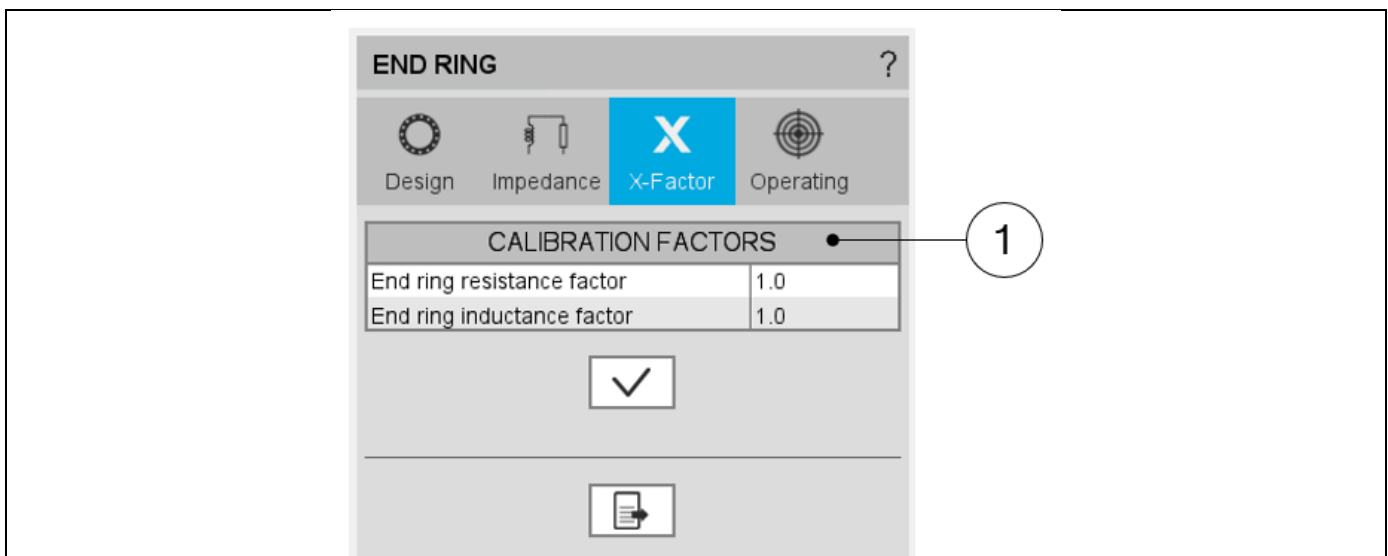 END RING ?
Design Impedance X-Factor Operating
CALIBRATION FACTORS 1
End ring resistance factor 1.0
End ring inductance factor 1.0